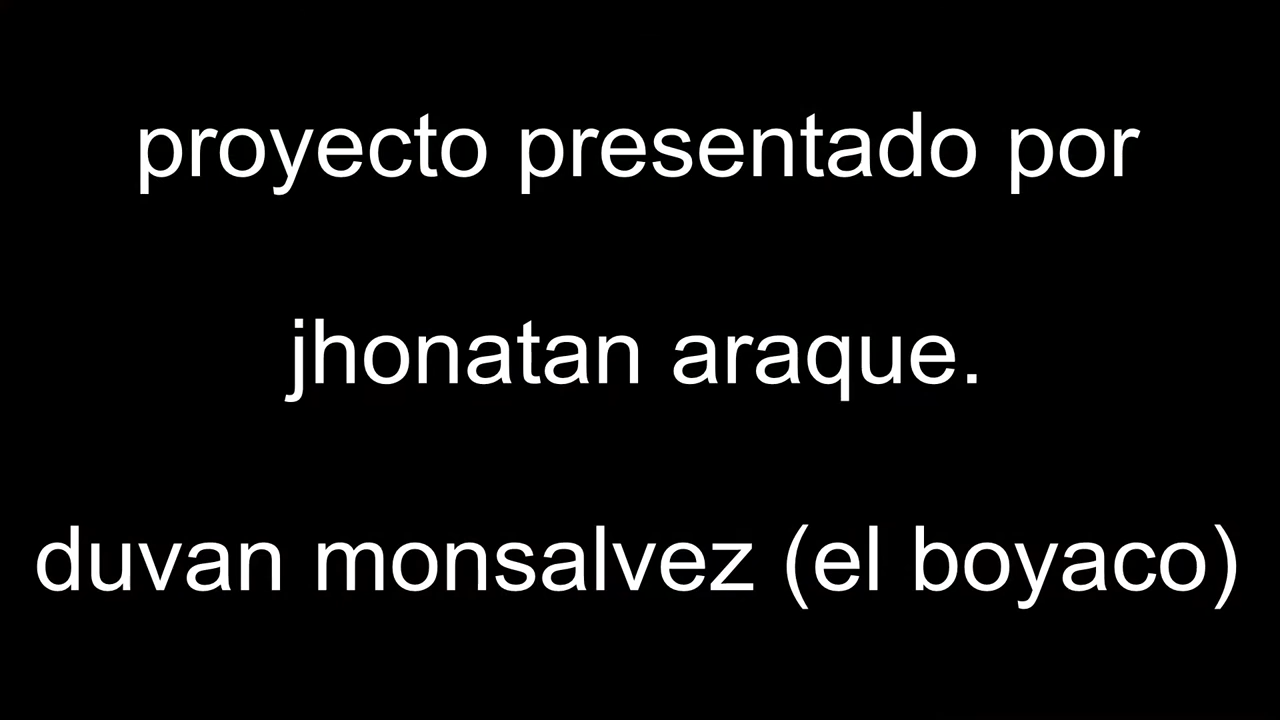 proyecto presentado por
jhonatan araque.
duvan monsalvez (el boyaco)